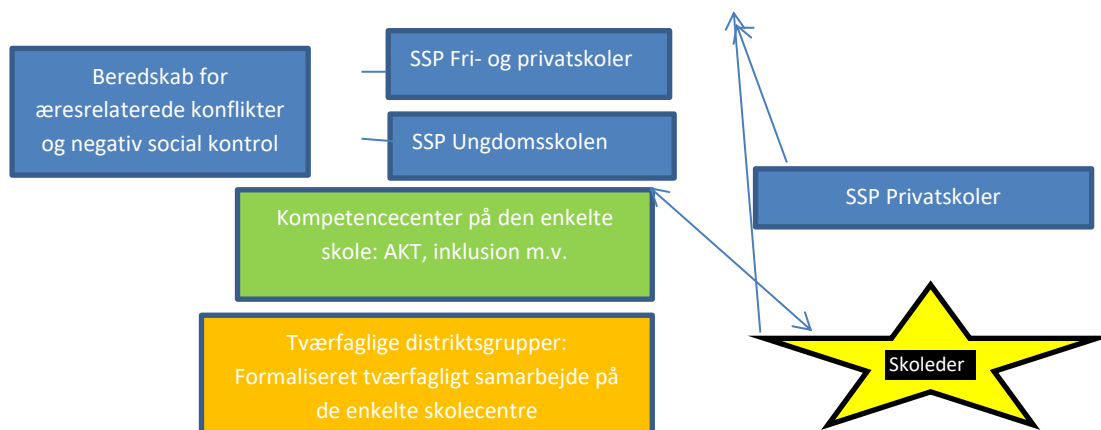 SSP Fri- og privatskoler
Beredskab for
æresrelaterede konflikter
og negativ social kontrol
SSP Ungdomsskolen
SSP Privatskoler
Kompetencecenter på den enkelte
skole: AKT, inklusion m.v.
Tværfaglige distriktsgrupper:
Formaliseret tværfagligt samarbejde på
de enkelte skolecentre
Skoleder